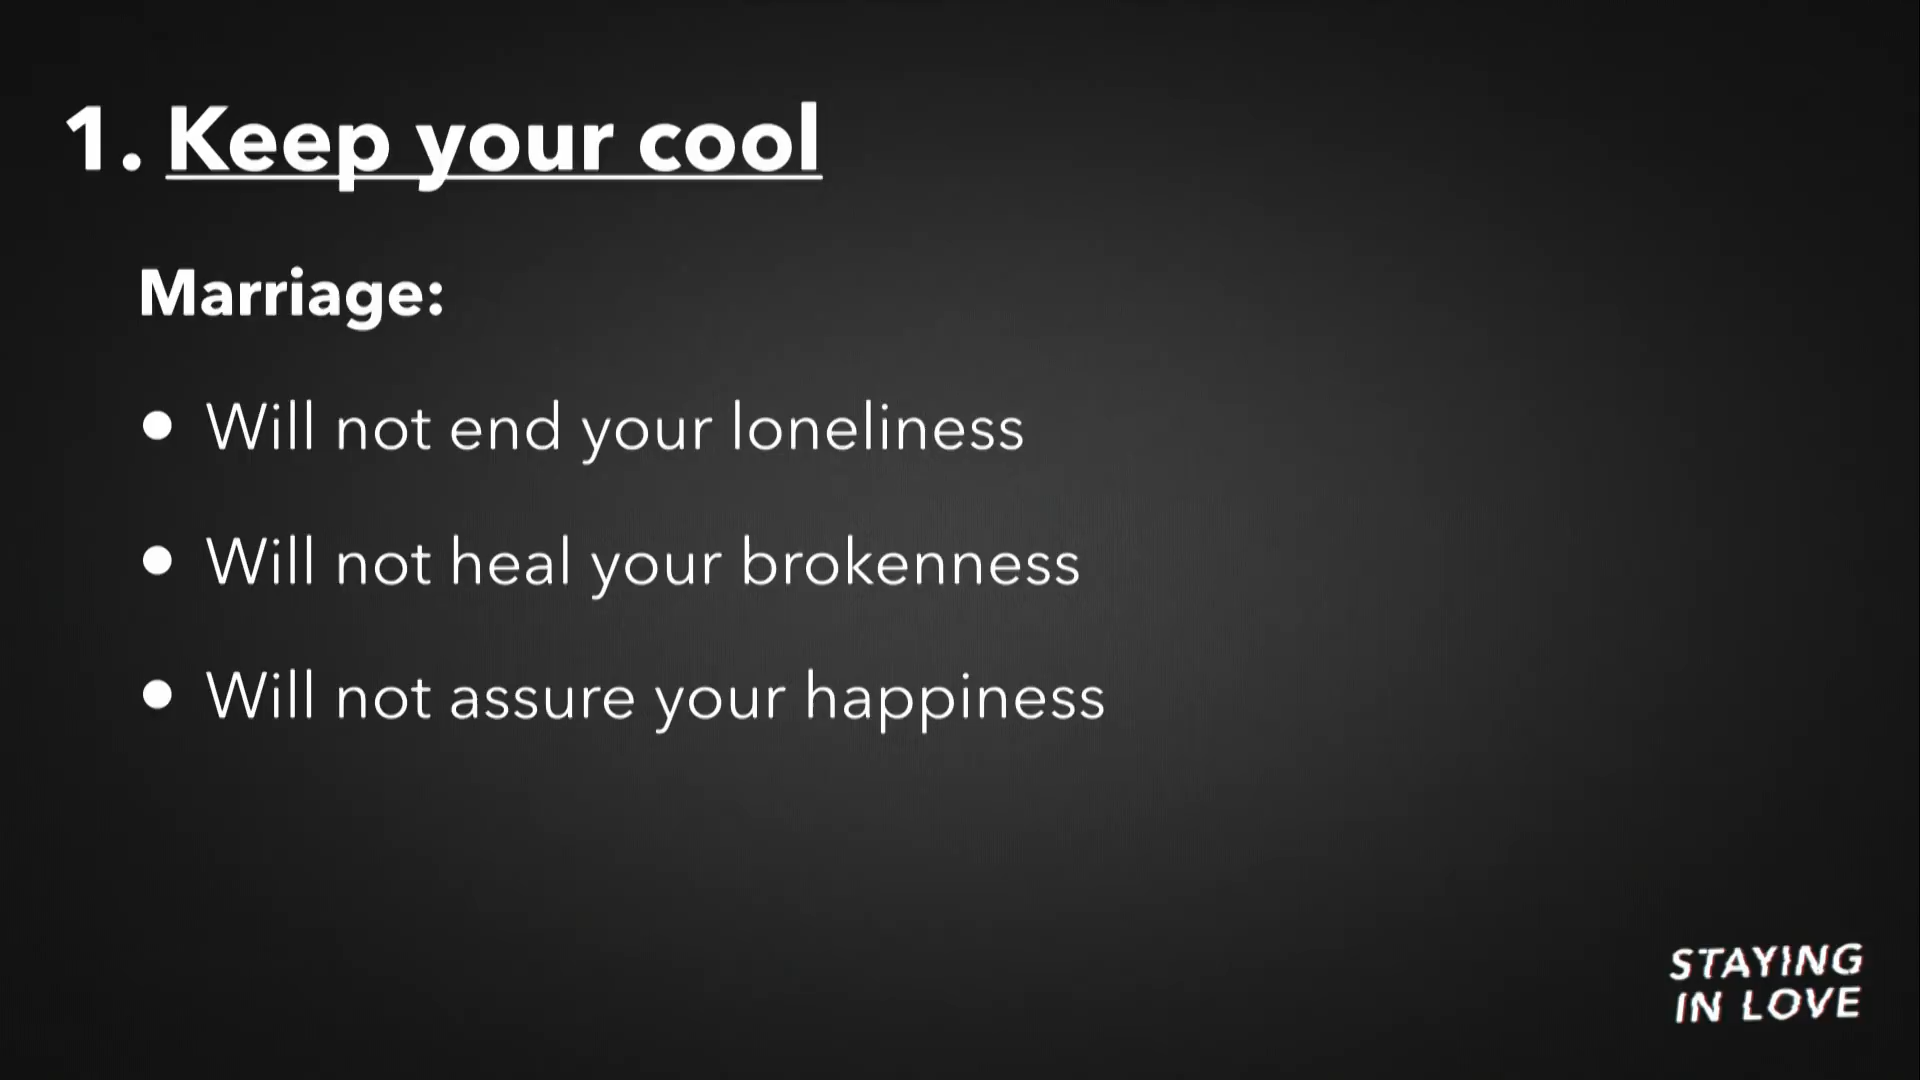 1. Keep your cool
Marriage:
● Will not end your loneliness
● Will not heal your brokenness
● Will not assure your happiness
STAYING
IN LOVE